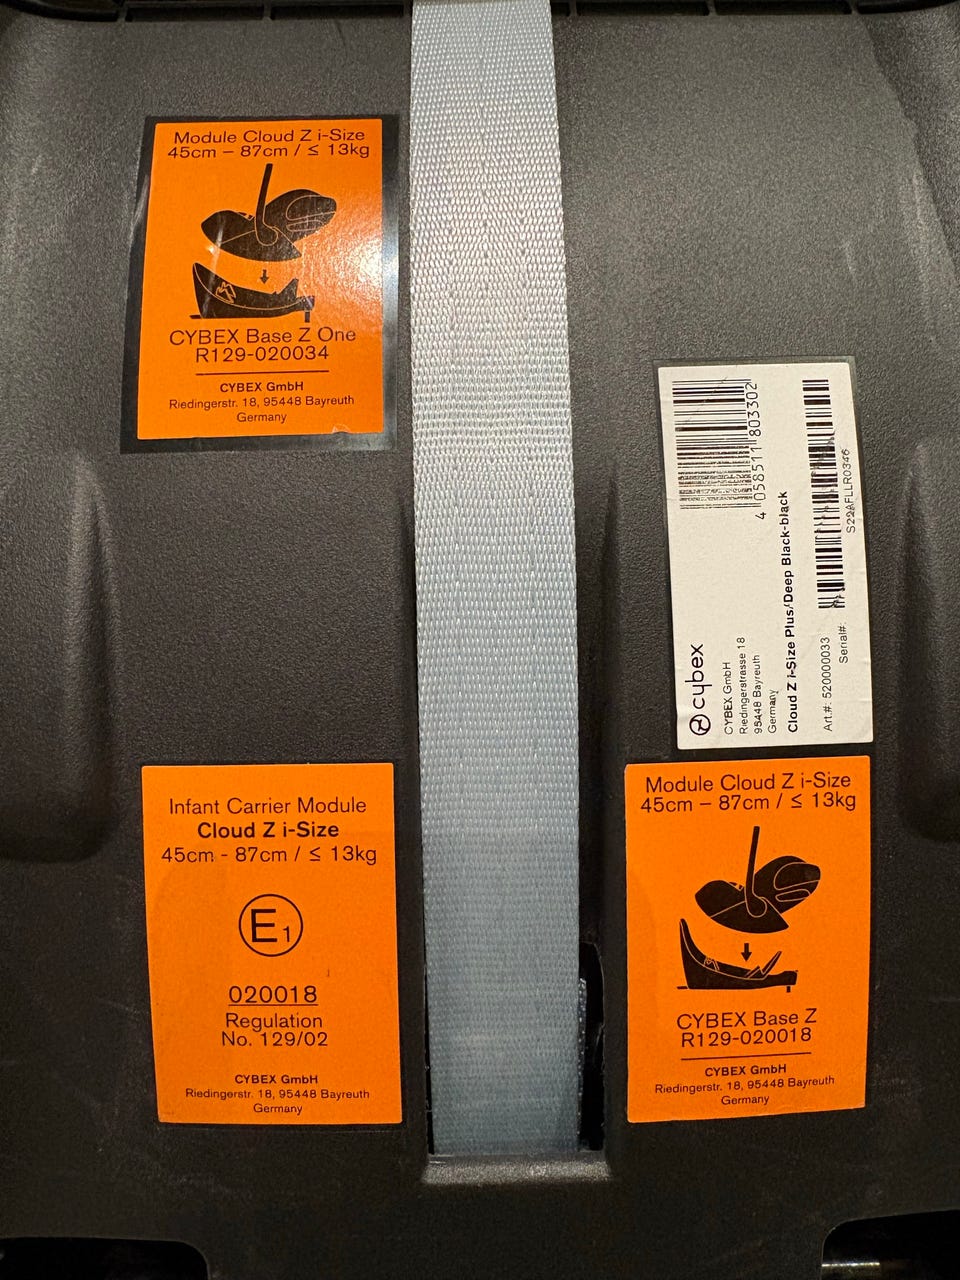 Module Cloud Z i-Size
45cm – 87cm / ≤ 13kg
CYBEX Base Z One
R129-020034
CYBEX GmbH
Riedingerstr. 18, 95448 Bayreuth
Germany
4 058511 803302
cybex
CYBEX GmbH
Riedingerstrasse 18
95448 Bayreuth
Germany
Cloud Z i-Size Plus/Deep Black-black
Art.#: 520000033
Serial#:
S22AFLLR0346
Infant Carrier Module
Cloud Z i-Size
45cm - 87cm / ≤ 13kg
E1
020018
Regulation
No. 129/02
CYBEX GmbH
Riedingerstr. 18, 95448 Bayreuth
Germany
Module Cloud Z i-Size
45cm – 87cm / ≤ 13kg
CYBEX Base Z
R129-020018
CYBEX GmbH
Riedingerstr. 18, 95448 Bayreuth
Germany